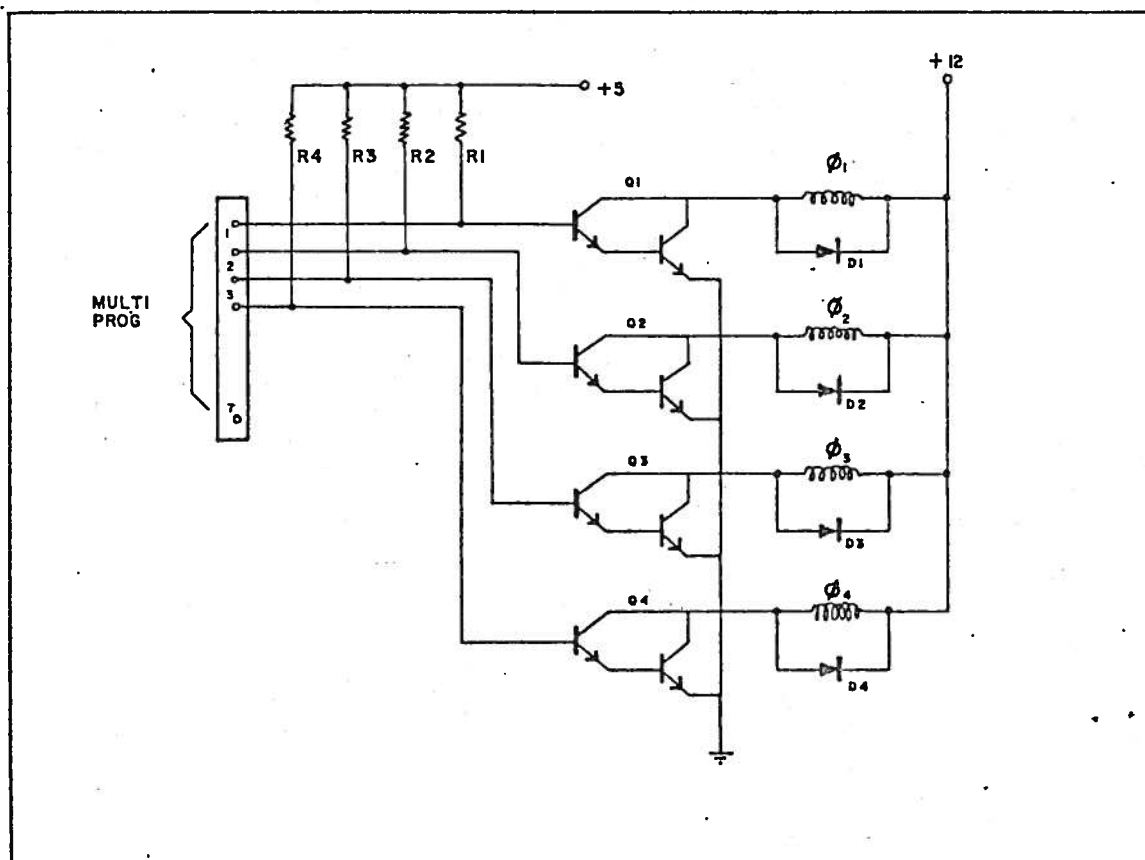 +12
+5
R4 R3 R2 R1
Q1 ø1
1
D1
2
3
MULTI
PROG
Q2 ø2
D2
7
Q3 ø3
D3
Q4 ø4
D4